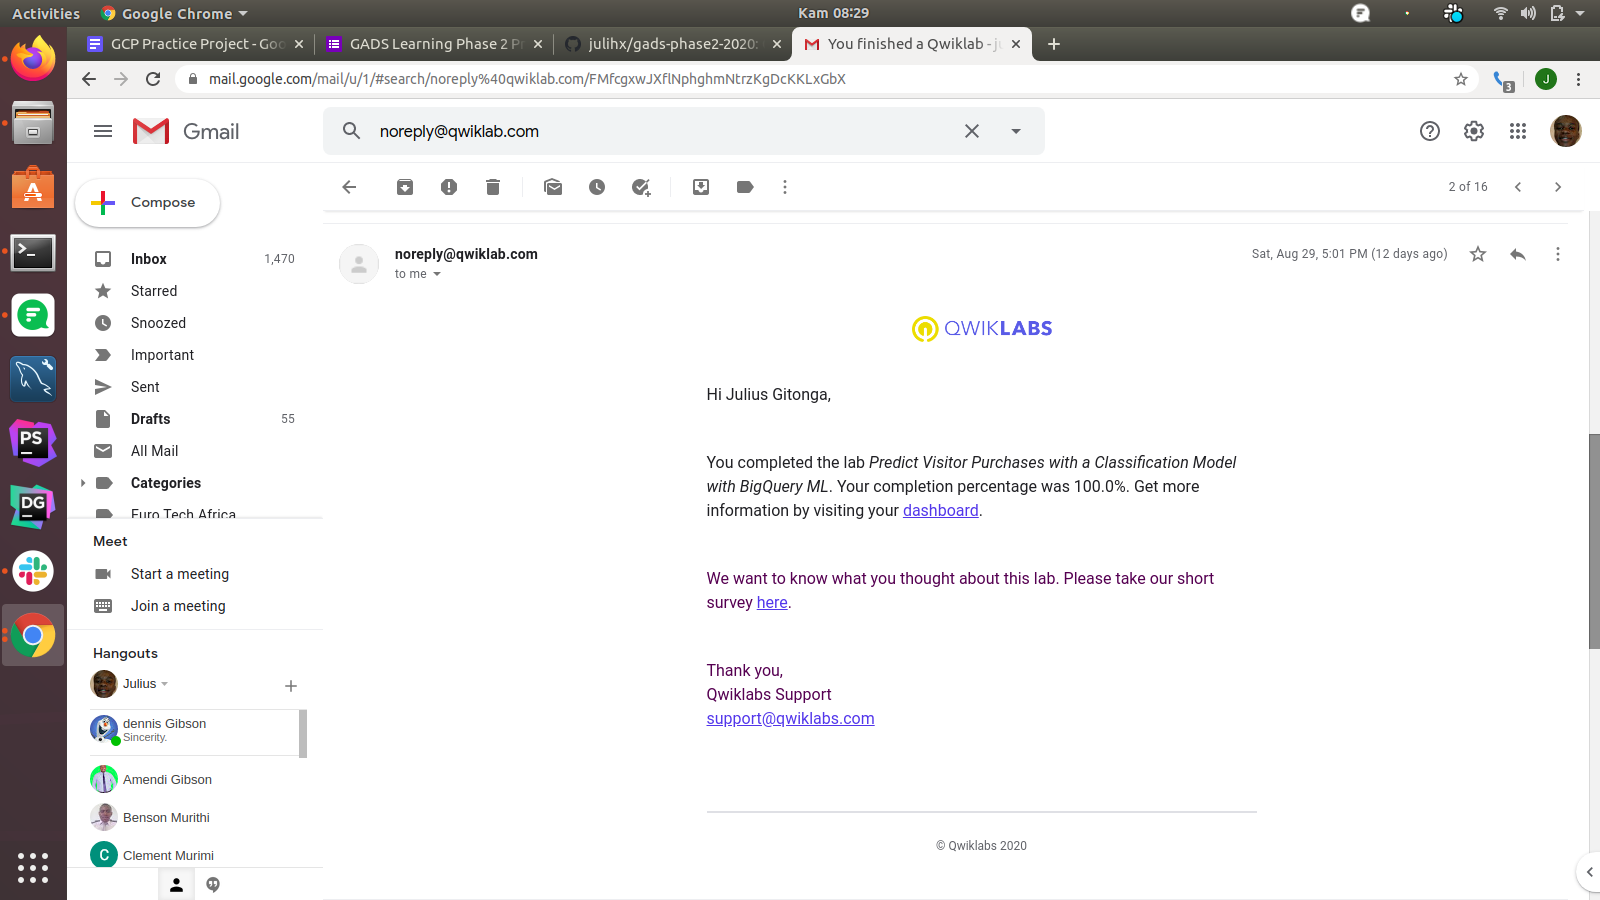 Activities
Google Chrome
Kam 08:29
GCP Practice Project - Goo
GADS Learning Phase 2 Pr
julihx/gads-phase2-2020:
You finished a Qwiklab - ju
mail.google.com/mail/u/1/#search/noreply%40qwiklab.com/FMfcgxwJXflNphghmNtrzKgDcKKLxGbX
3
J
Gmail
noreply@qwiklab.com
Compose
2 of 16
Inbox 1,470
Starred
Snoozed
Important
Sent
Drafts 55
All Mail
Categories
Euro Tech Africa
Meet
Start a meeting
Join a meeting
Hangouts
Julius
dennis Gibson
Sincerity.
Amendi Gibson
Benson Murithi
C
Clement Murimi
PS
DG
noreply@qwiklab.com
to me
Sat, Aug 29, 5:01 PM (12 days ago)
QWIKLABS
Hi Julius Gitonga,
You completed the lab Predict Visitor Purchases with a Classification Model
with BigQuery ML. Your completion percentage was 100.0%. Get more
information by visiting your dashboard.
We want to know what you thought about this lab. Please take our short
survey here.
Thank you,
Qwiklabs Support
support@qwiklabs.com
© Qwiklabs 2020